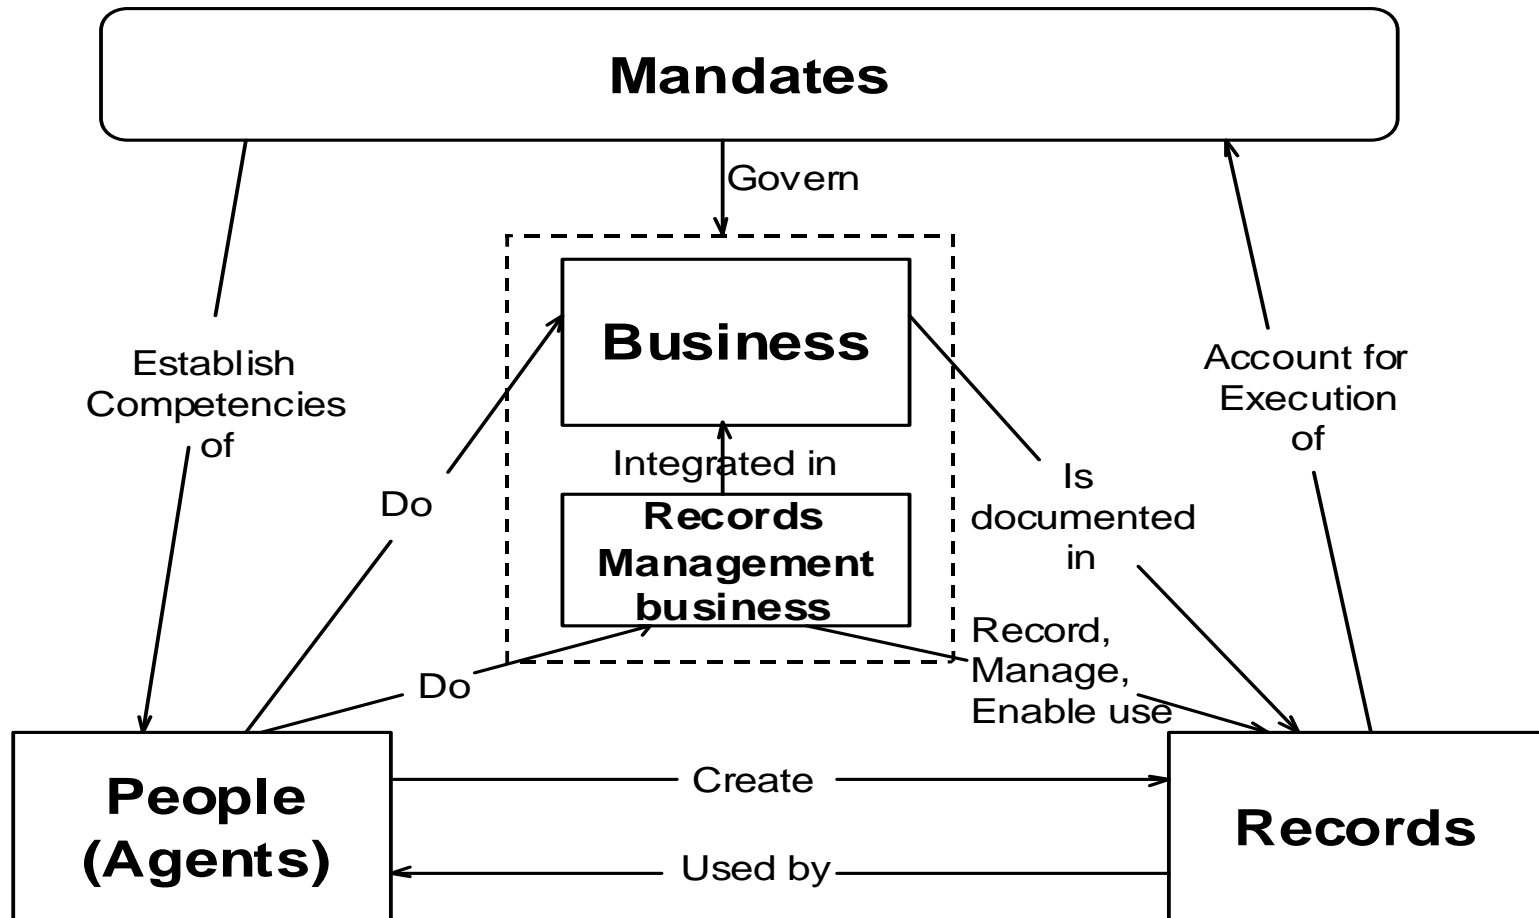 Mandates
Govern
Business
Establish
Competencies
of
Account for
Execution
of
Integrated in
Do
Is
documented
in
Records
Management
business
Record,
Manage,
Enable use
Do
Create
People
(Agents)
Records
Used by